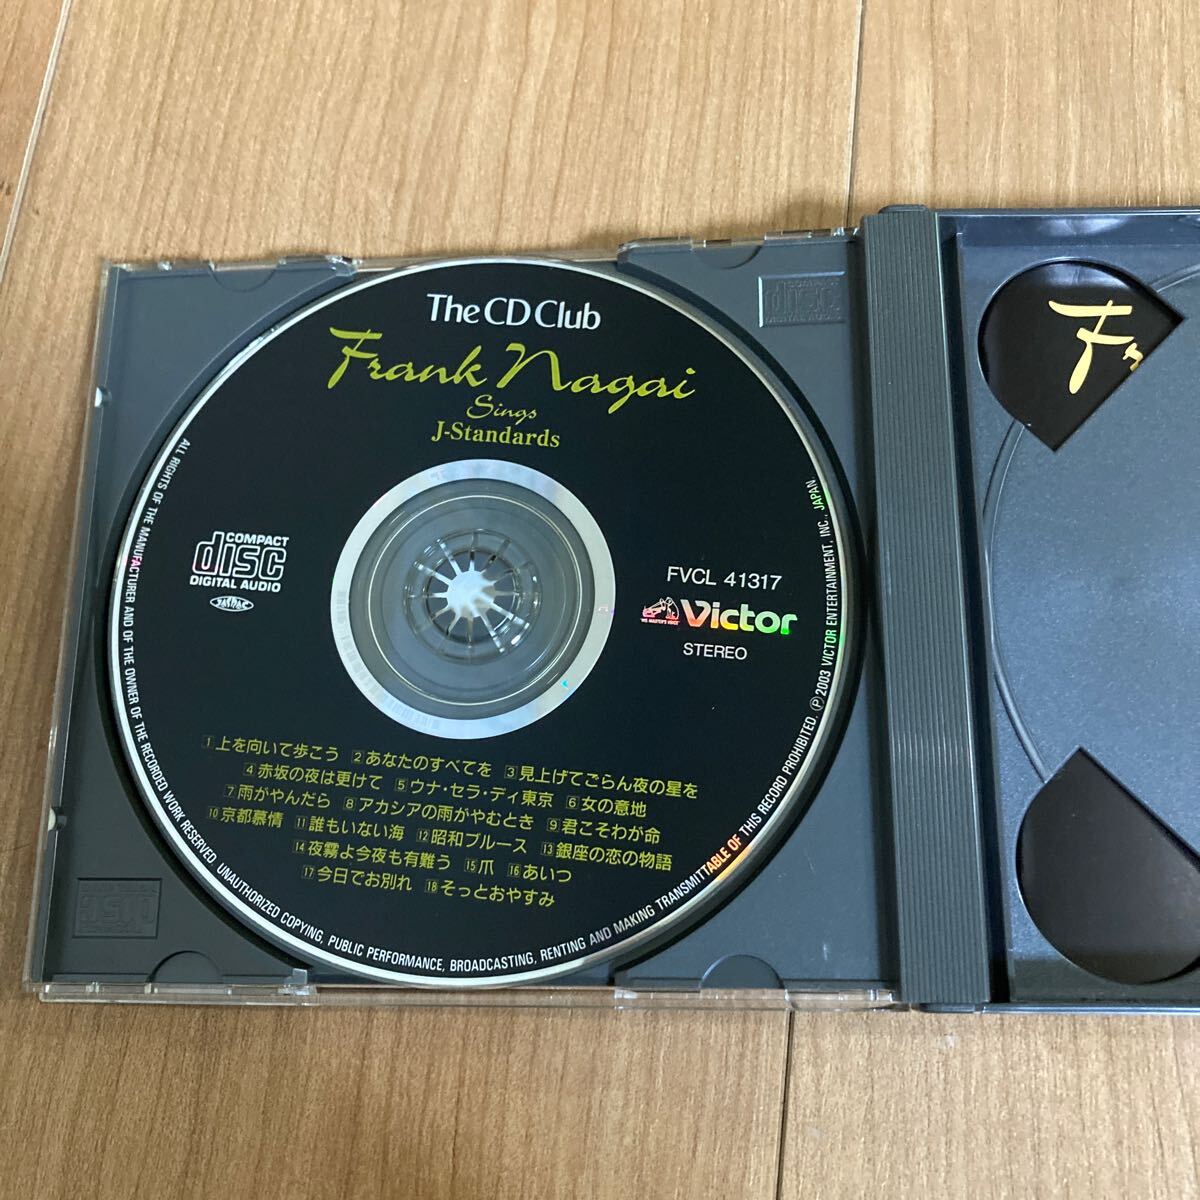 The CD Club
Frank Nagai
Sings
J-Standards
COMPACT
disc
DIGITAL AUDIO
JASRAC
FVCL 41317
"HIS MASTER'S VOICE"
Victor
STEREO
1 上を向いて歩こう 2 あなたのすべてを 3 見上げてごらん夜の星を
4 赤坂の夜は更けて 5 ウナ・セラ・ディ東京 6 女の意地
7 雨がやんだら 8 アカシアの雨がやむとき 9 君こそわが命
10 京都慕情 11 誰もいない海 12 昭和ブルース 13 銀座の恋の物語
14 夜霧よ今夜も有難う 15 爪 16 あいつ
17 今日でお別れ 18 そっとおやすみ
ALL RIGHTS OF THE MANUFACTURER AND OF THE OWNER OF THE RECORDED WORK RESERVED. UNAUTHORIZED COPYING, PUBLIC PERFORMANCE, BROADCASTING, RENTING AND MAKING TRANSMITTABLE OF THIS RECORD PROHIBITED. Ⓟ2003 VICTOR ENTERTAINMENT, INC., JAPAN
disc
disc